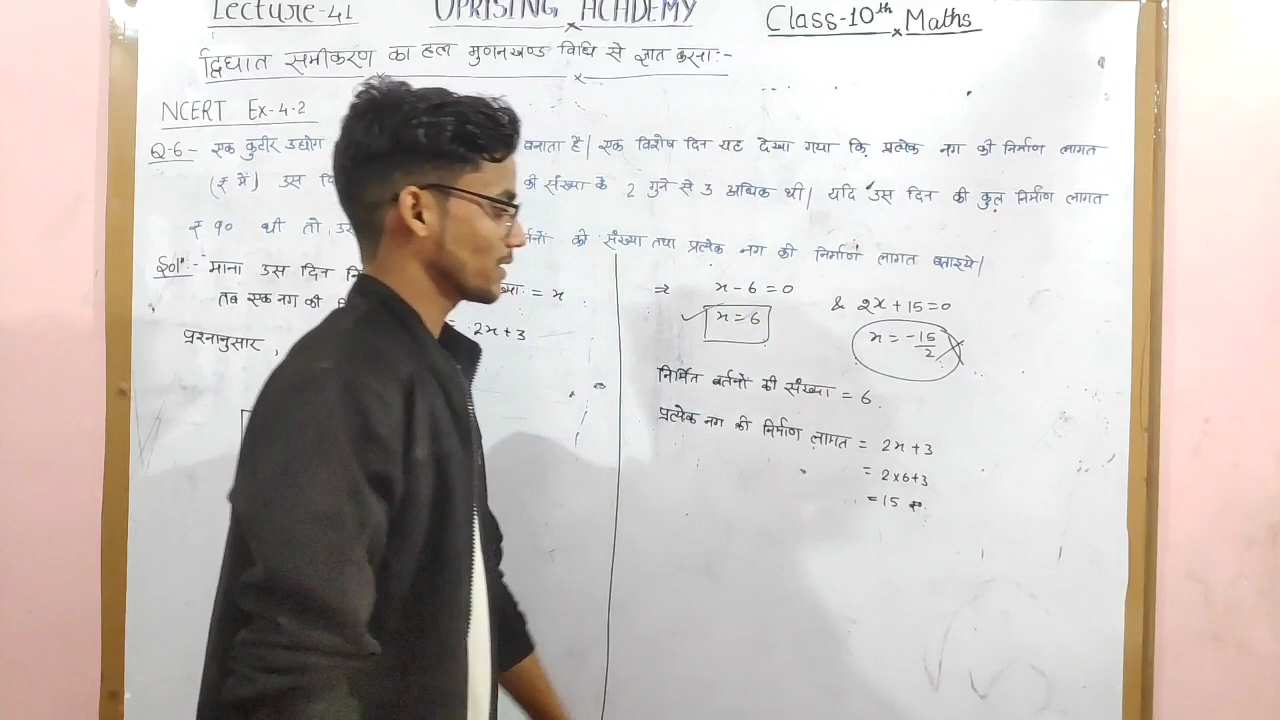 Lecture-41 UPRISING ACADEMY Class-10th Maths
द्विघात समीकरण का हल गुणनखण्ड विधि से ज्ञात करना:-
NCERT Ex-4.2
Q-6- एक कुटीर उद्योग बनाता है| एक विशेष दिन यह देखा गया कि प्रत्येक नग की निर्माण लागत
(₹ में) उस की संख्या के 2 गुने से 3 अधिक थी| यदि उस दिन की कुल निर्माण लागत
₹ 90 थी तो, की संख्या तथा प्रत्येक नग की निर्माण लागत बताइये|
Sol:- माना उस दिन = x
तब एक नग की = 2x+3
प्रश्नानुसार,
⇒ x-6=0 & 2x+15=0
✓ x=6 x = -15/2
निर्मित बर्तनों की संख्या = 6
प्रत्येक नग की निर्माण लागत = 2x+3
= 2x6+3
=15 ₹